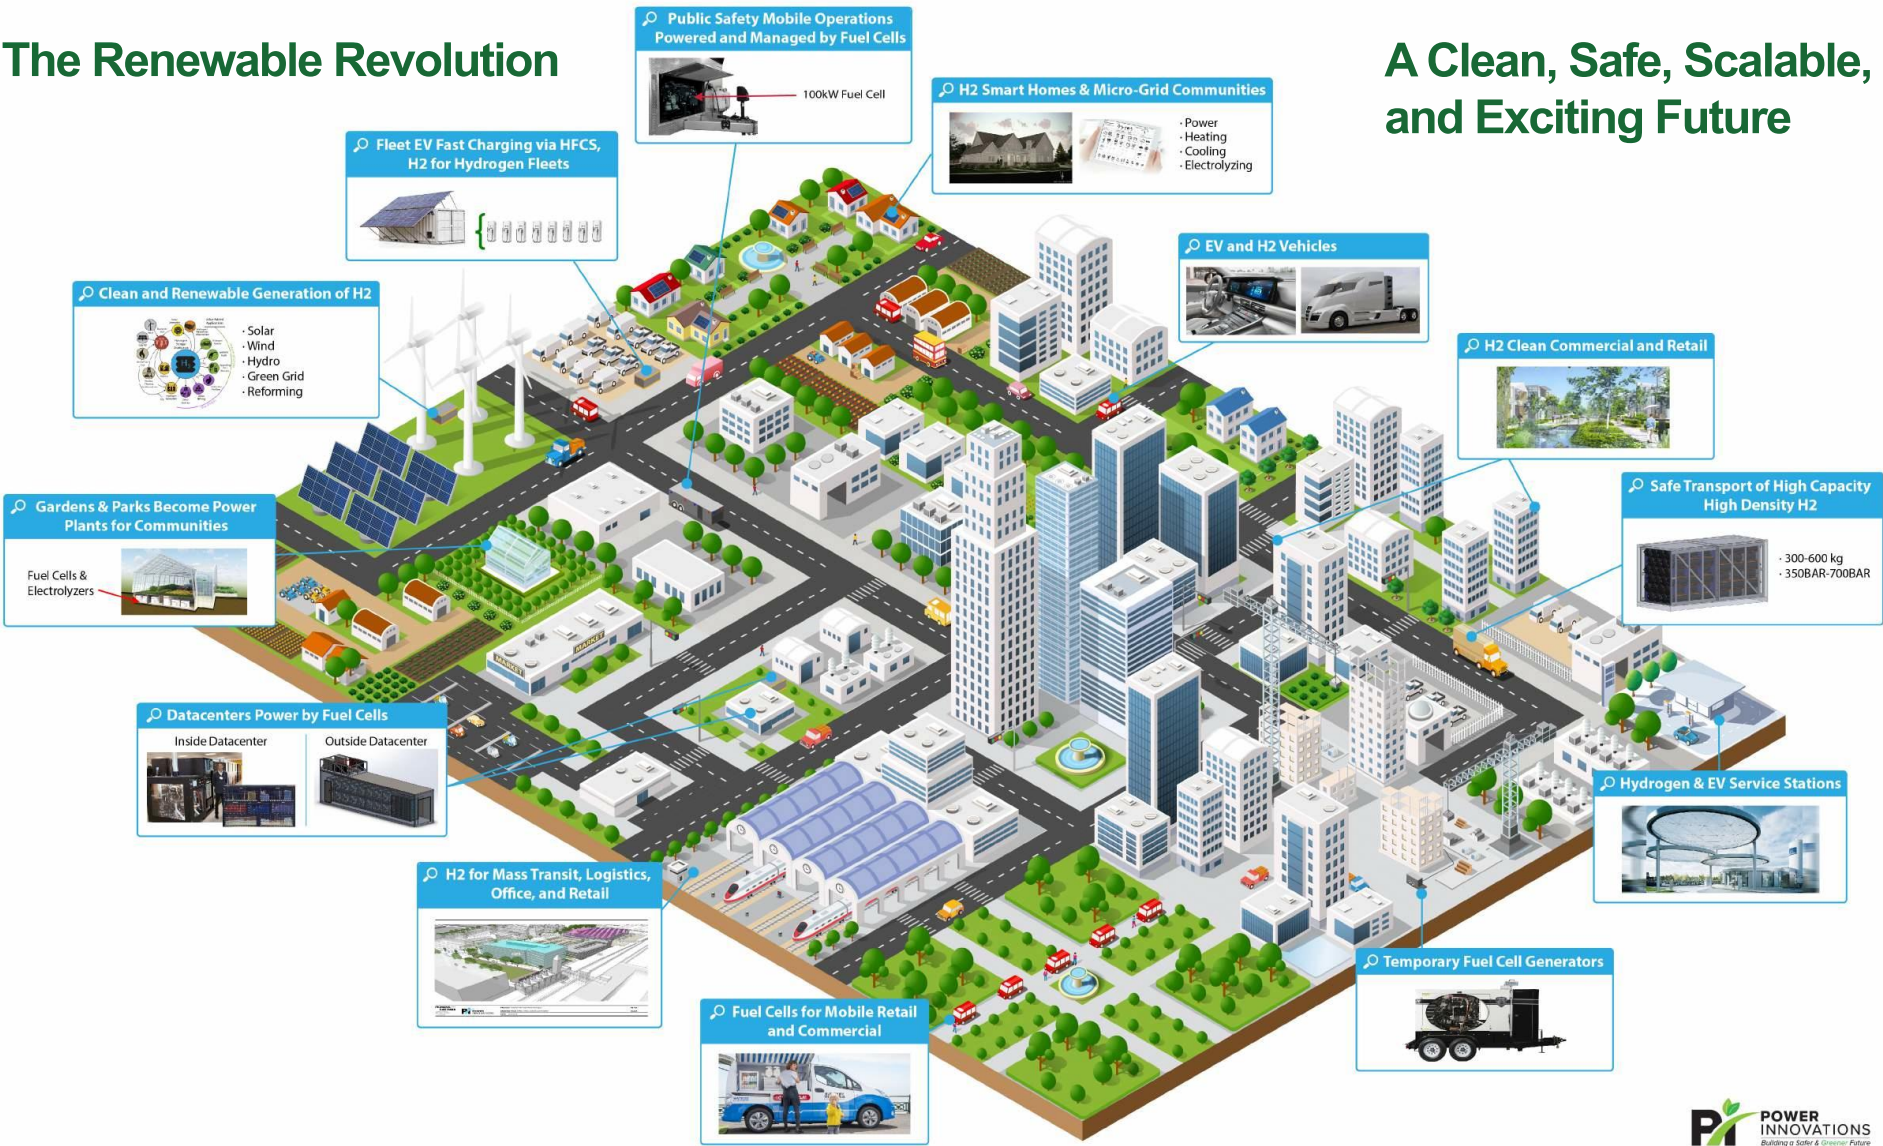 The Renewable Revolution
A Clean, Safe, Scalable,
and Exciting Future
Public Safety Mobile Operations
Powered and Managed by Fuel Cells
100kW Fuel Cell
H2 Smart Homes & Micro-Grid Communities
· Power
· Heating
· Cooling
· Electrolyzing
Fleet EV Fast Charging via HFCS,
H2 for Hydrogen Fleets
EV and H2 Vehicles
Clean and Renewable Generation of H2
H2
· Solar
· Wind
· Hydro
· Green Grid
· Reforming
H2 Clean Commercial and Retail
Safe Transport of High Capacity
High Density H2
· 300-600 kg
· 350BAR-700BAR
Gardens & Parks Become Power
Plants for Communities
Fuel Cells &
Electrolyzers
MARKET
MARKET
Datacenters Power by Fuel Cells
Inside Datacenter
Outside Datacenter
Hydrogen & EV Service Stations
H2 for Mass Transit, Logistics,
Office, and Retail
Temporary Fuel Cell Generators
Fuel Cells for Mobile Retail
and Commercial
Pi POWER
INNOVATIONS
Building a Safer & Greener Future